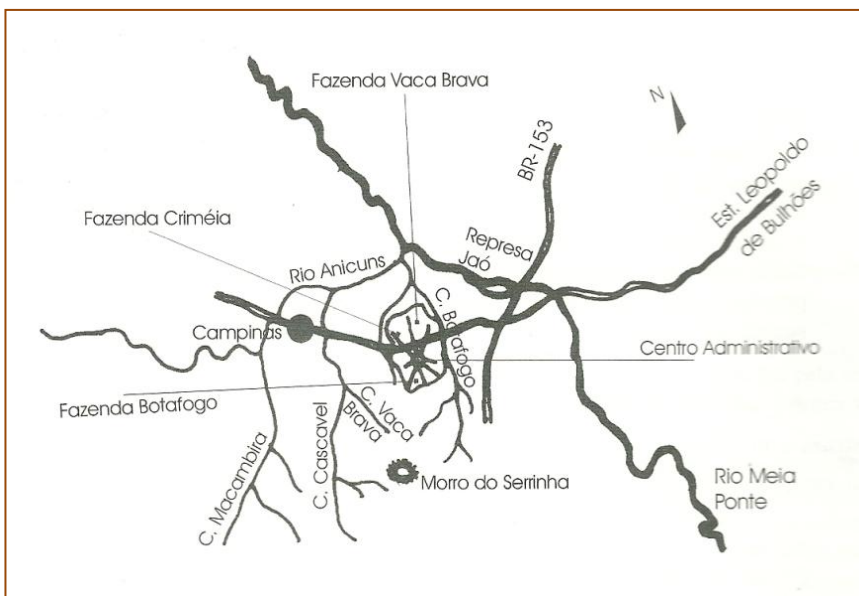 Fazenda Vaca Brava
N
BR-153
Est. Leopoldo
de Bulhões
Fazenda Criméia
Represa
Jaó
Rio Anicuns
C. Botafogo
Campinas
Centro Administrativo
Fazenda Botafogo
C. Vaca
Brava
C. Macambira
C. Cascavel
Morro do Serrinha
Rio Meia
Ponte